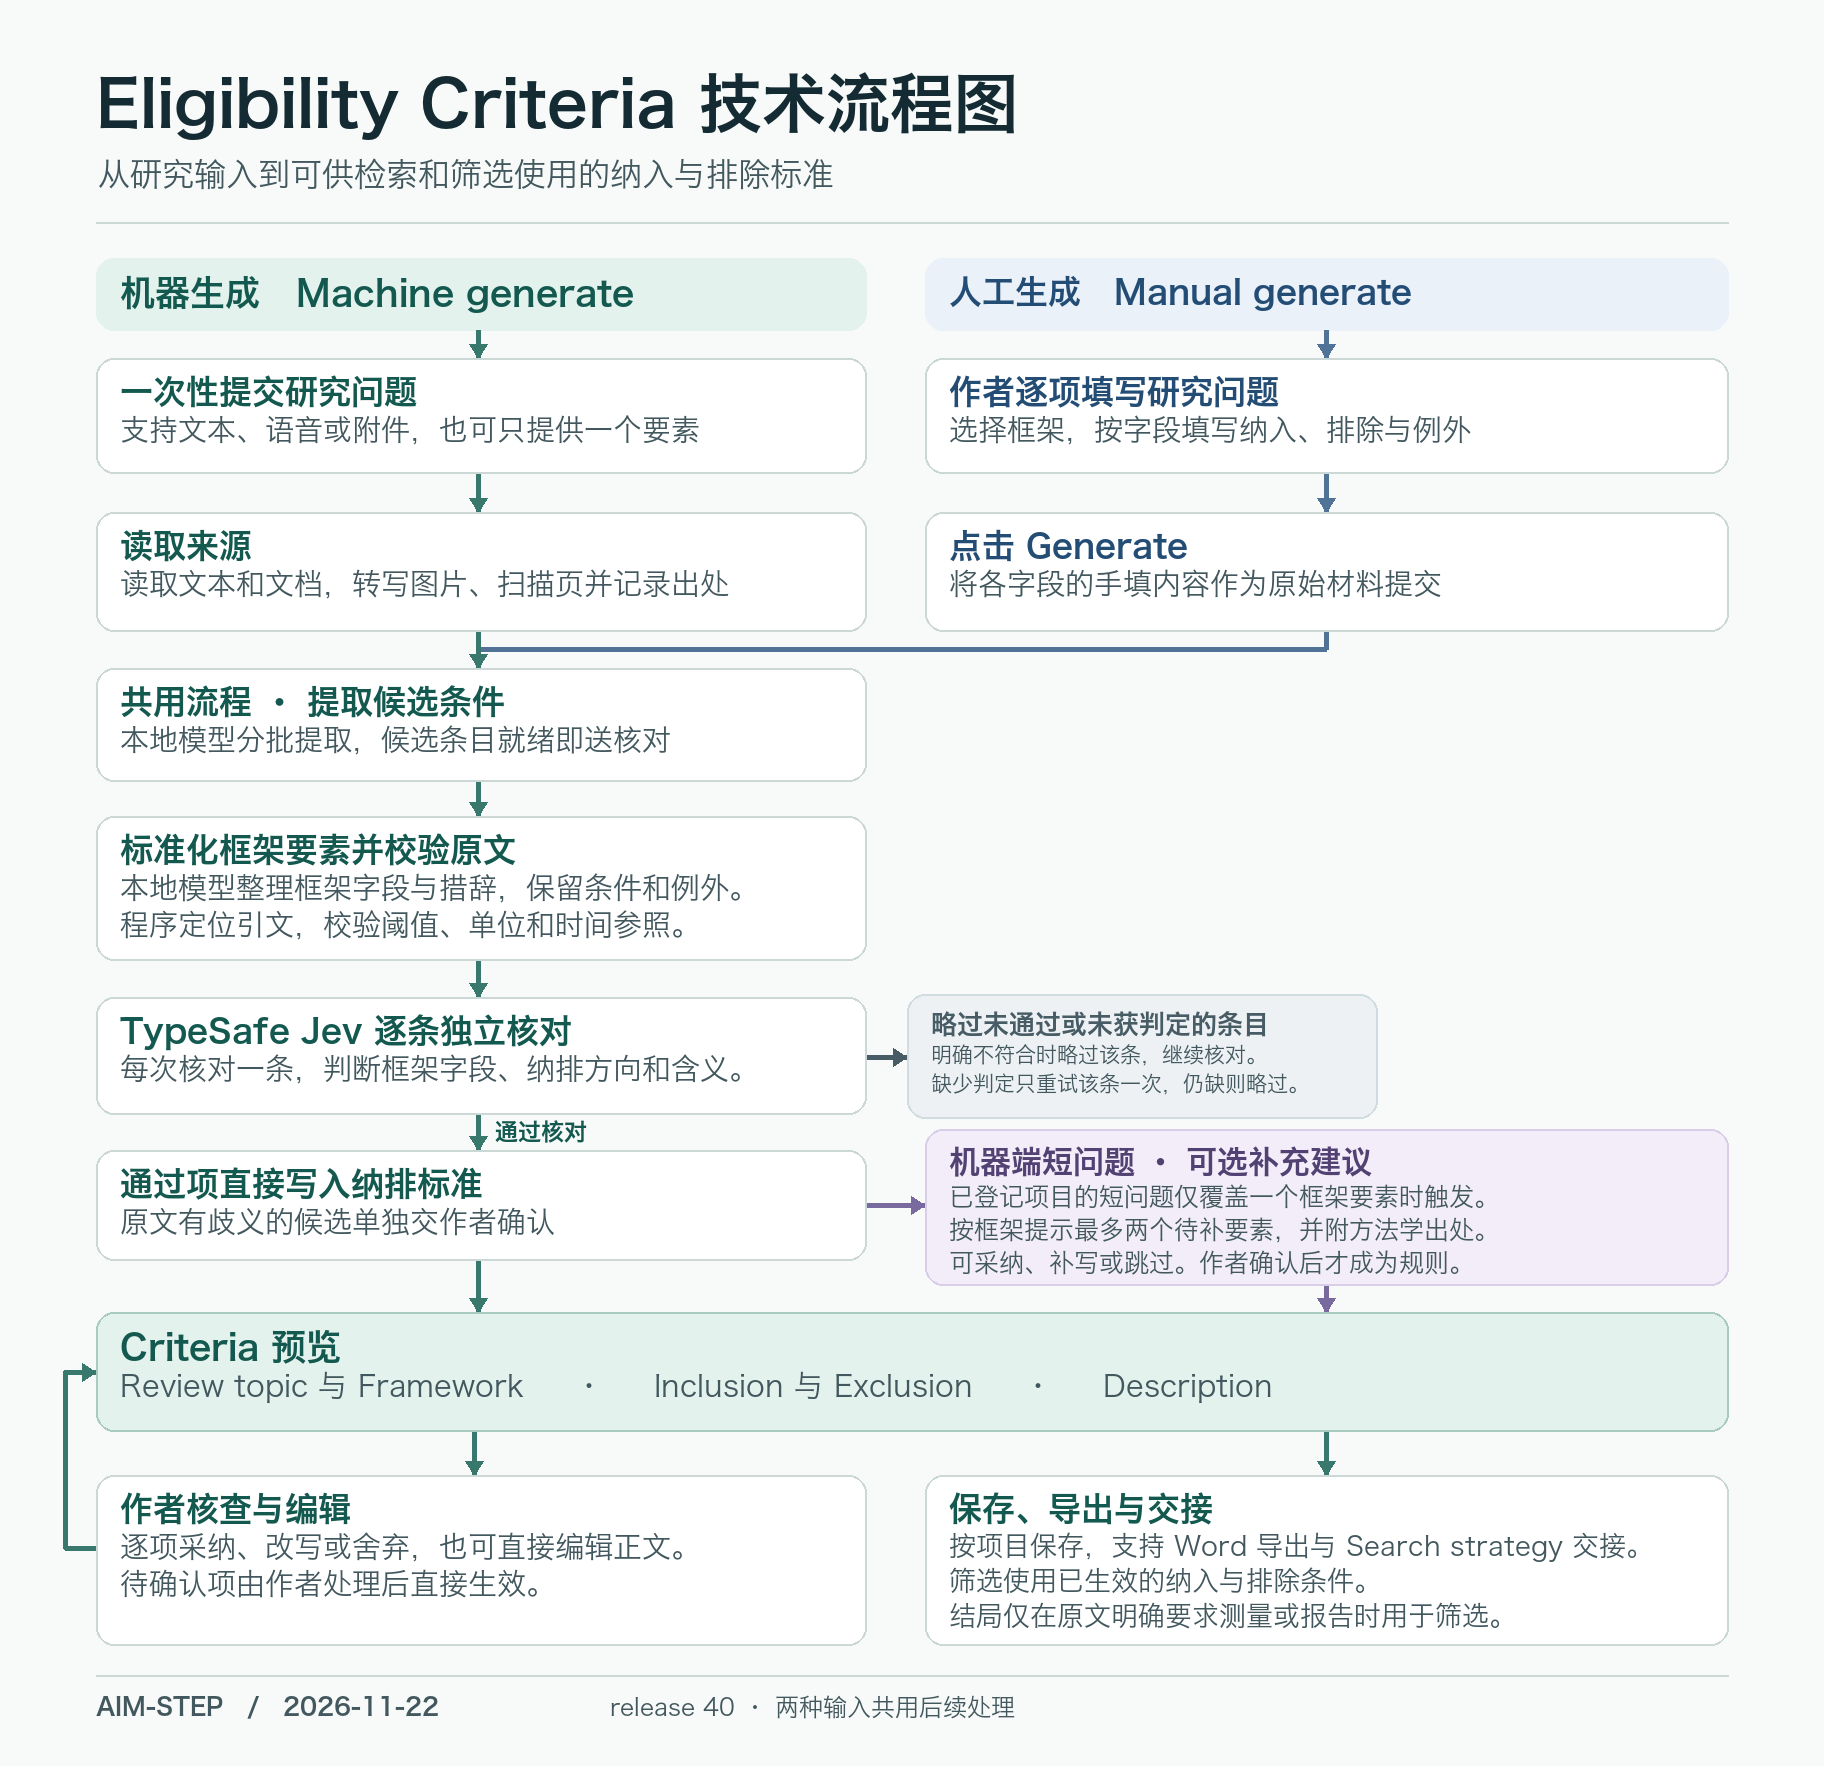 Eligibility Criteria 技术流程图
从研究输入到可供检索和筛选使用的纳入与排除标准
机器生成 Machine generate
人工生成 Manual generate
一次性提交研究问题
支持文本、语音或附件，也可只提供一个要素
作者逐项填写研究问题
选择框架，按字段填写纳入、排除与例外
读取来源
读取文本和文档，转写图片、扫描页并记录出处
点击 Generate
将各字段的手填内容作为原始材料提交
共用流程 · 提取候选条件
本地模型分批提取，候选条目就绪即送核对
标准化框架要素并校验原文
本地模型整理框架字段与措辞，保留条件和例外。
程序定位引文，校验阈值、单位和时间参照。
TypeSafe Jev 逐条独立核对
每次核对一条，判断框架字段、纳排方向和含义。
略过未通过或未获判定的条目
明确不符合时略过该条，继续核对。
缺少判定只重试该条一次，仍缺则略过。
通过核对
通过项直接写入纳排标准
原文有歧义的候选单独交作者确认
机器端短问题 · 可选补充建议
已登记项目的短问题仅覆盖一个框架要素时触发。
按框架提示最多两个待补要素，并附方法学出处。
可采纳、补写或跳过。作者确认后才成为规则。
Criteria 预览
Review topic 与 Framework · Inclusion 与 Exclusion · Description
作者核查与编辑
逐项采纳、改写或舍弃，也可直接编辑正文。
待确认项由作者处理后直接生效。
保存、导出与交接
按项目保存，支持 Word 导出与 Search strategy 交接。
筛选使用已生效的纳入与排除条件。
结局仅在原文明确要求测量或报告时用于筛选。
AIM-STEP / 2026-11-22
release 40 · 两种输入共用后续处理